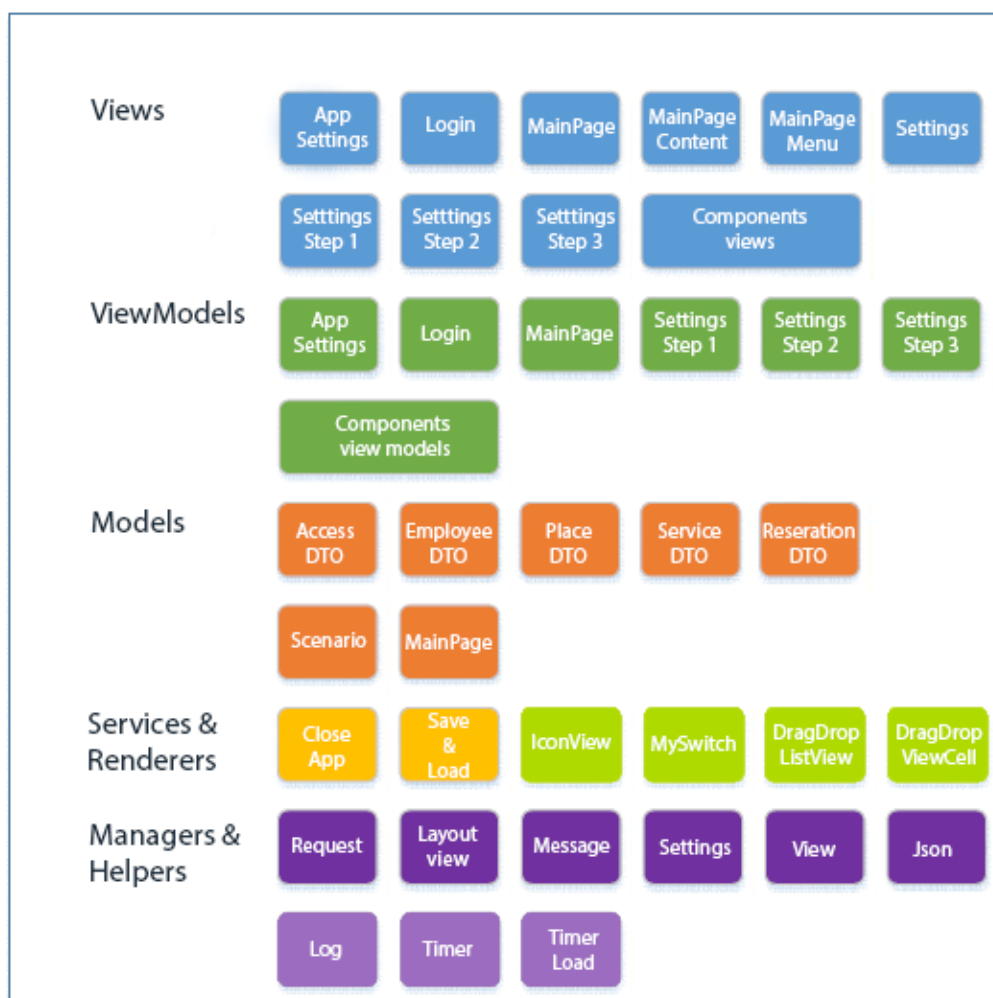 Views
App
Settings
Login
MainPage
MainPage
Content
MainPage
Menu
Settings
Setttings
Step 1
Setttings
Step 2
Setttings
Step 3
Components
views
ViewModels
App
Settings
Login
MainPage
Settings
Step 1
Settings
Step 2
Settings
Step 3
Components
view models
Models
Access
DTO
Employee
DTO
Place
DTO
Service
DTO
Reseration
DTO
Scenario
MainPage
Services &
Renderers
Close
App
Save
&
Load
IconView
MySwitch
DragDrop
ListView
DragDrop
ViewCell
Managers &
Helpers
Request
Layout
view
Message
Settings
View
Json
Log
Timer
Timer
Load